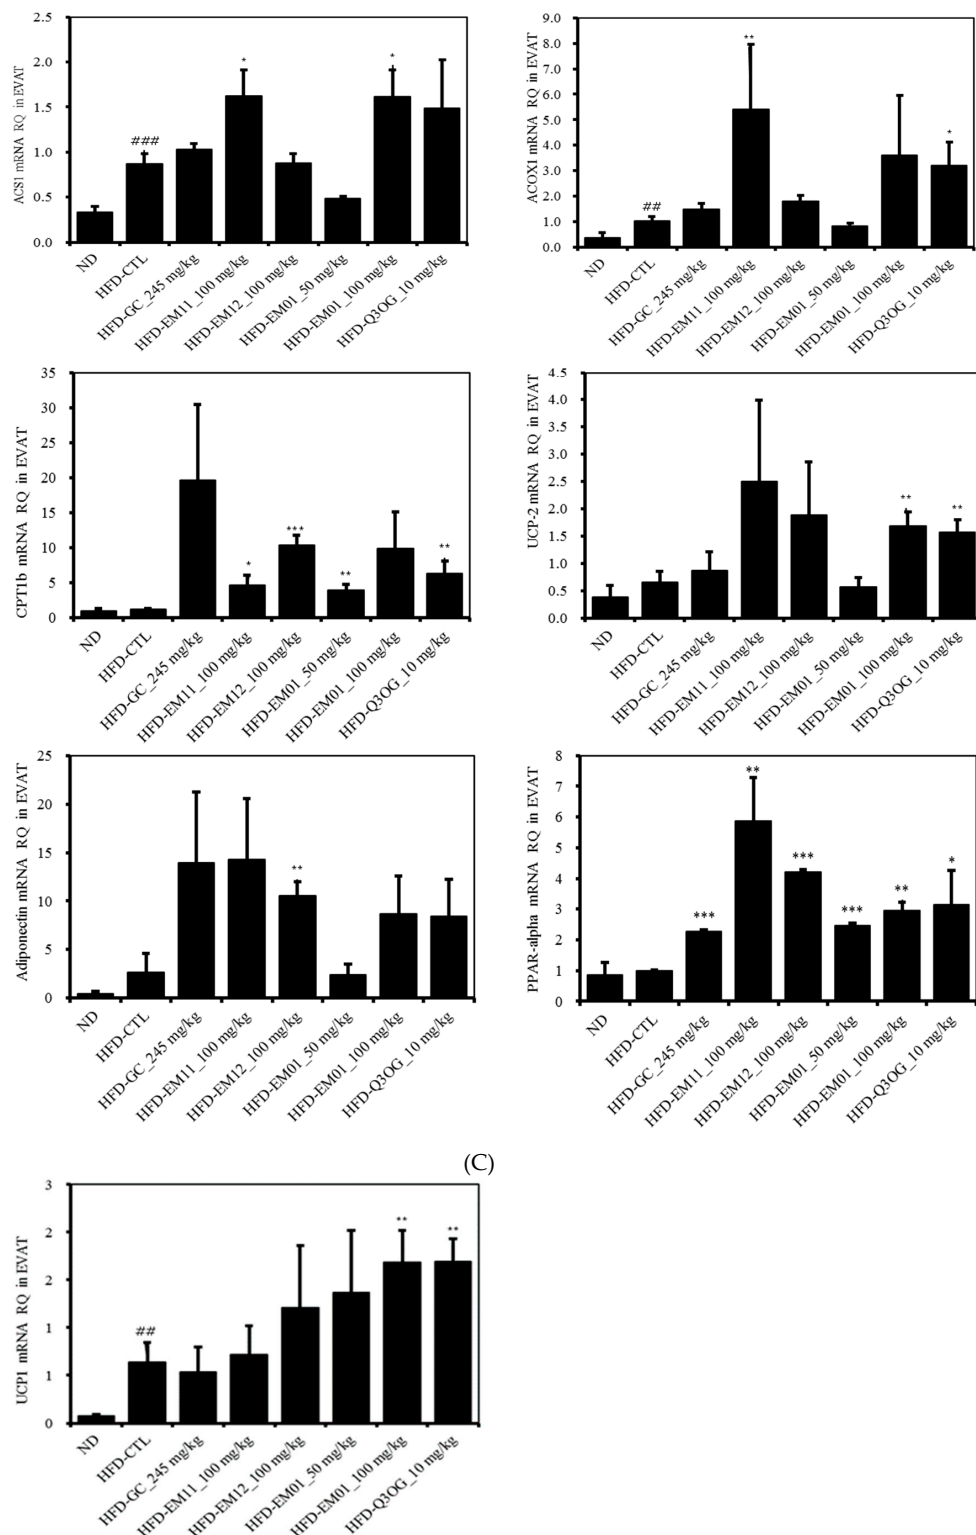 ACS1 mRNA RQ in EVAT
2.5
2.0
1.5
1.0
0.5
0.0
###
*
*
ND
HFD-CTL
HFD-GC_245 mg/kg
HFD-EM11_100 mg/kg
HFD-EM12_100 mg/kg
HFD-EM01_50 mg/kg
HFD-EM01_100 mg/kg
HFD-Q3OG_10 mg/kg
ACOX1 mRNA RQ in EVAT
9.0
8.0
7.0
6.0
5.0
4.0
3.0
2.0
1.0
0.0
##
**
*
ND
HFD-CTL
HFD-GC_245 mg/kg
HFD-EM11_100 mg/kg
HFD-EM12_100 mg/kg
HFD-EM01_50 mg/kg
HFD-EM01_100 mg/kg
HFD-Q3OG_10 mg/kg
CPT1b mRNA RQ in EVAT
35
30
25
20
15
10
5
0
*
***
**
**
ND
HFD-CTL
HFD-GC_245 mg/kg
HFD-EM11_100 mg/kg
HFD-EM12_100 mg/kg
HFD-EM01_50 mg/kg
HFD-EM01_100 mg/kg
HFD-Q3OG_10 mg/kg
UCP-2 mRNA RQ in EVAT
4.5
4.0
3.5
3.0
2.5
2.0
1.5
1.0
0.5
0.0
**
**
ND
HFD-CTL
HFD-GC_245 mg/kg
HFD-EM11_100 mg/kg
HFD-EM12_100 mg/kg
HFD-EM01_50 mg/kg
HFD-EM01_100 mg/kg
HFD-Q3OG_10 mg/kg
Adiponectin mRNA RQ in EVAT
25
20
15
10
5
0
**
ND
HFD-CTL
HFD-GC_245 mg/kg
HFD-EM11_100 mg/kg
HFD-EM12_100 mg/kg
HFD-EM01_50 mg/kg
HFD-EM01_100 mg/kg
HFD-Q3OG_10 mg/kg
PPAR-alpha mRNA RQ in EVAT
8
7
6
5
4
3
2
1
0
***
**
***
***
**
*
ND
HFD-CTL
HFD-GC_245 mg/kg
HFD-EM11_100 mg/kg
HFD-EM12_100 mg/kg
HFD-EM01_50 mg/kg
HFD-EM01_100 mg/kg
HFD-Q3OG_10 mg/kg
(C)
UCP1 mRNA RQ in EVAT
3
2
2
1
1
0
##
**
**
ND
HFD-CTL
HFD-GC_245 mg/kg
HFD-EM11_100 mg/kg
HFD-EM12_100 mg/kg
HFD-EM01_50 mg/kg
HFD-EM01_100 mg/kg
HFD-Q3OG_10 mg/kg